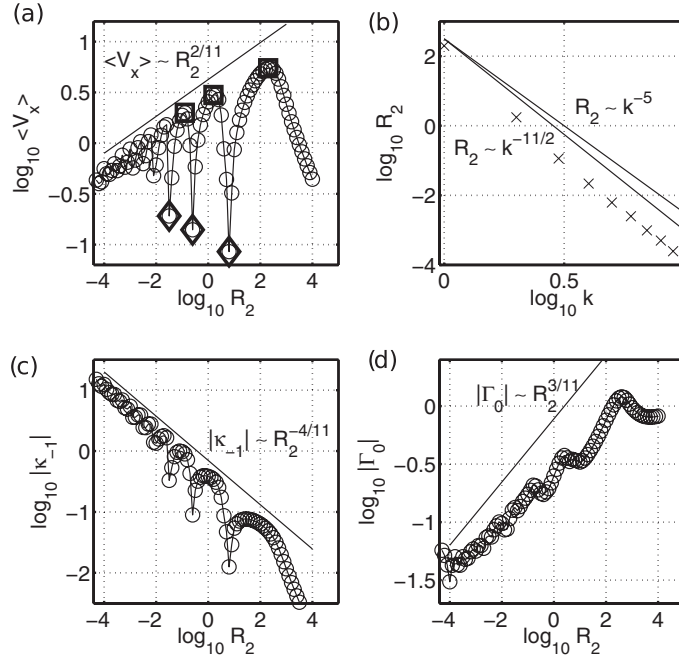 (a)
<V_x> ~ R_2^{2/11}
log_10 <V_x>
1
0.5
0
−0.5
−1
−4 −2 0 2 4
log_10 R_2
(b)
R_2 ~ k^{-5}
R_2 ~ k^{-11/2}
log_10 R_2
2
0
−2
−4
0 0.5
log_10 k
(c)
|κ_{-1}| ~ R_2^{-4/11}
log_10 |κ_{-1}|
1
0
−1
−2
−4 −2 0 2 4
log_10 R_2
(d)
|Γ_0| ~ R_2^{3/11}
log_10 |Γ_0|
0
−0.5
−1
−1.5
−4 −2 0 2 4
log_10 R_2